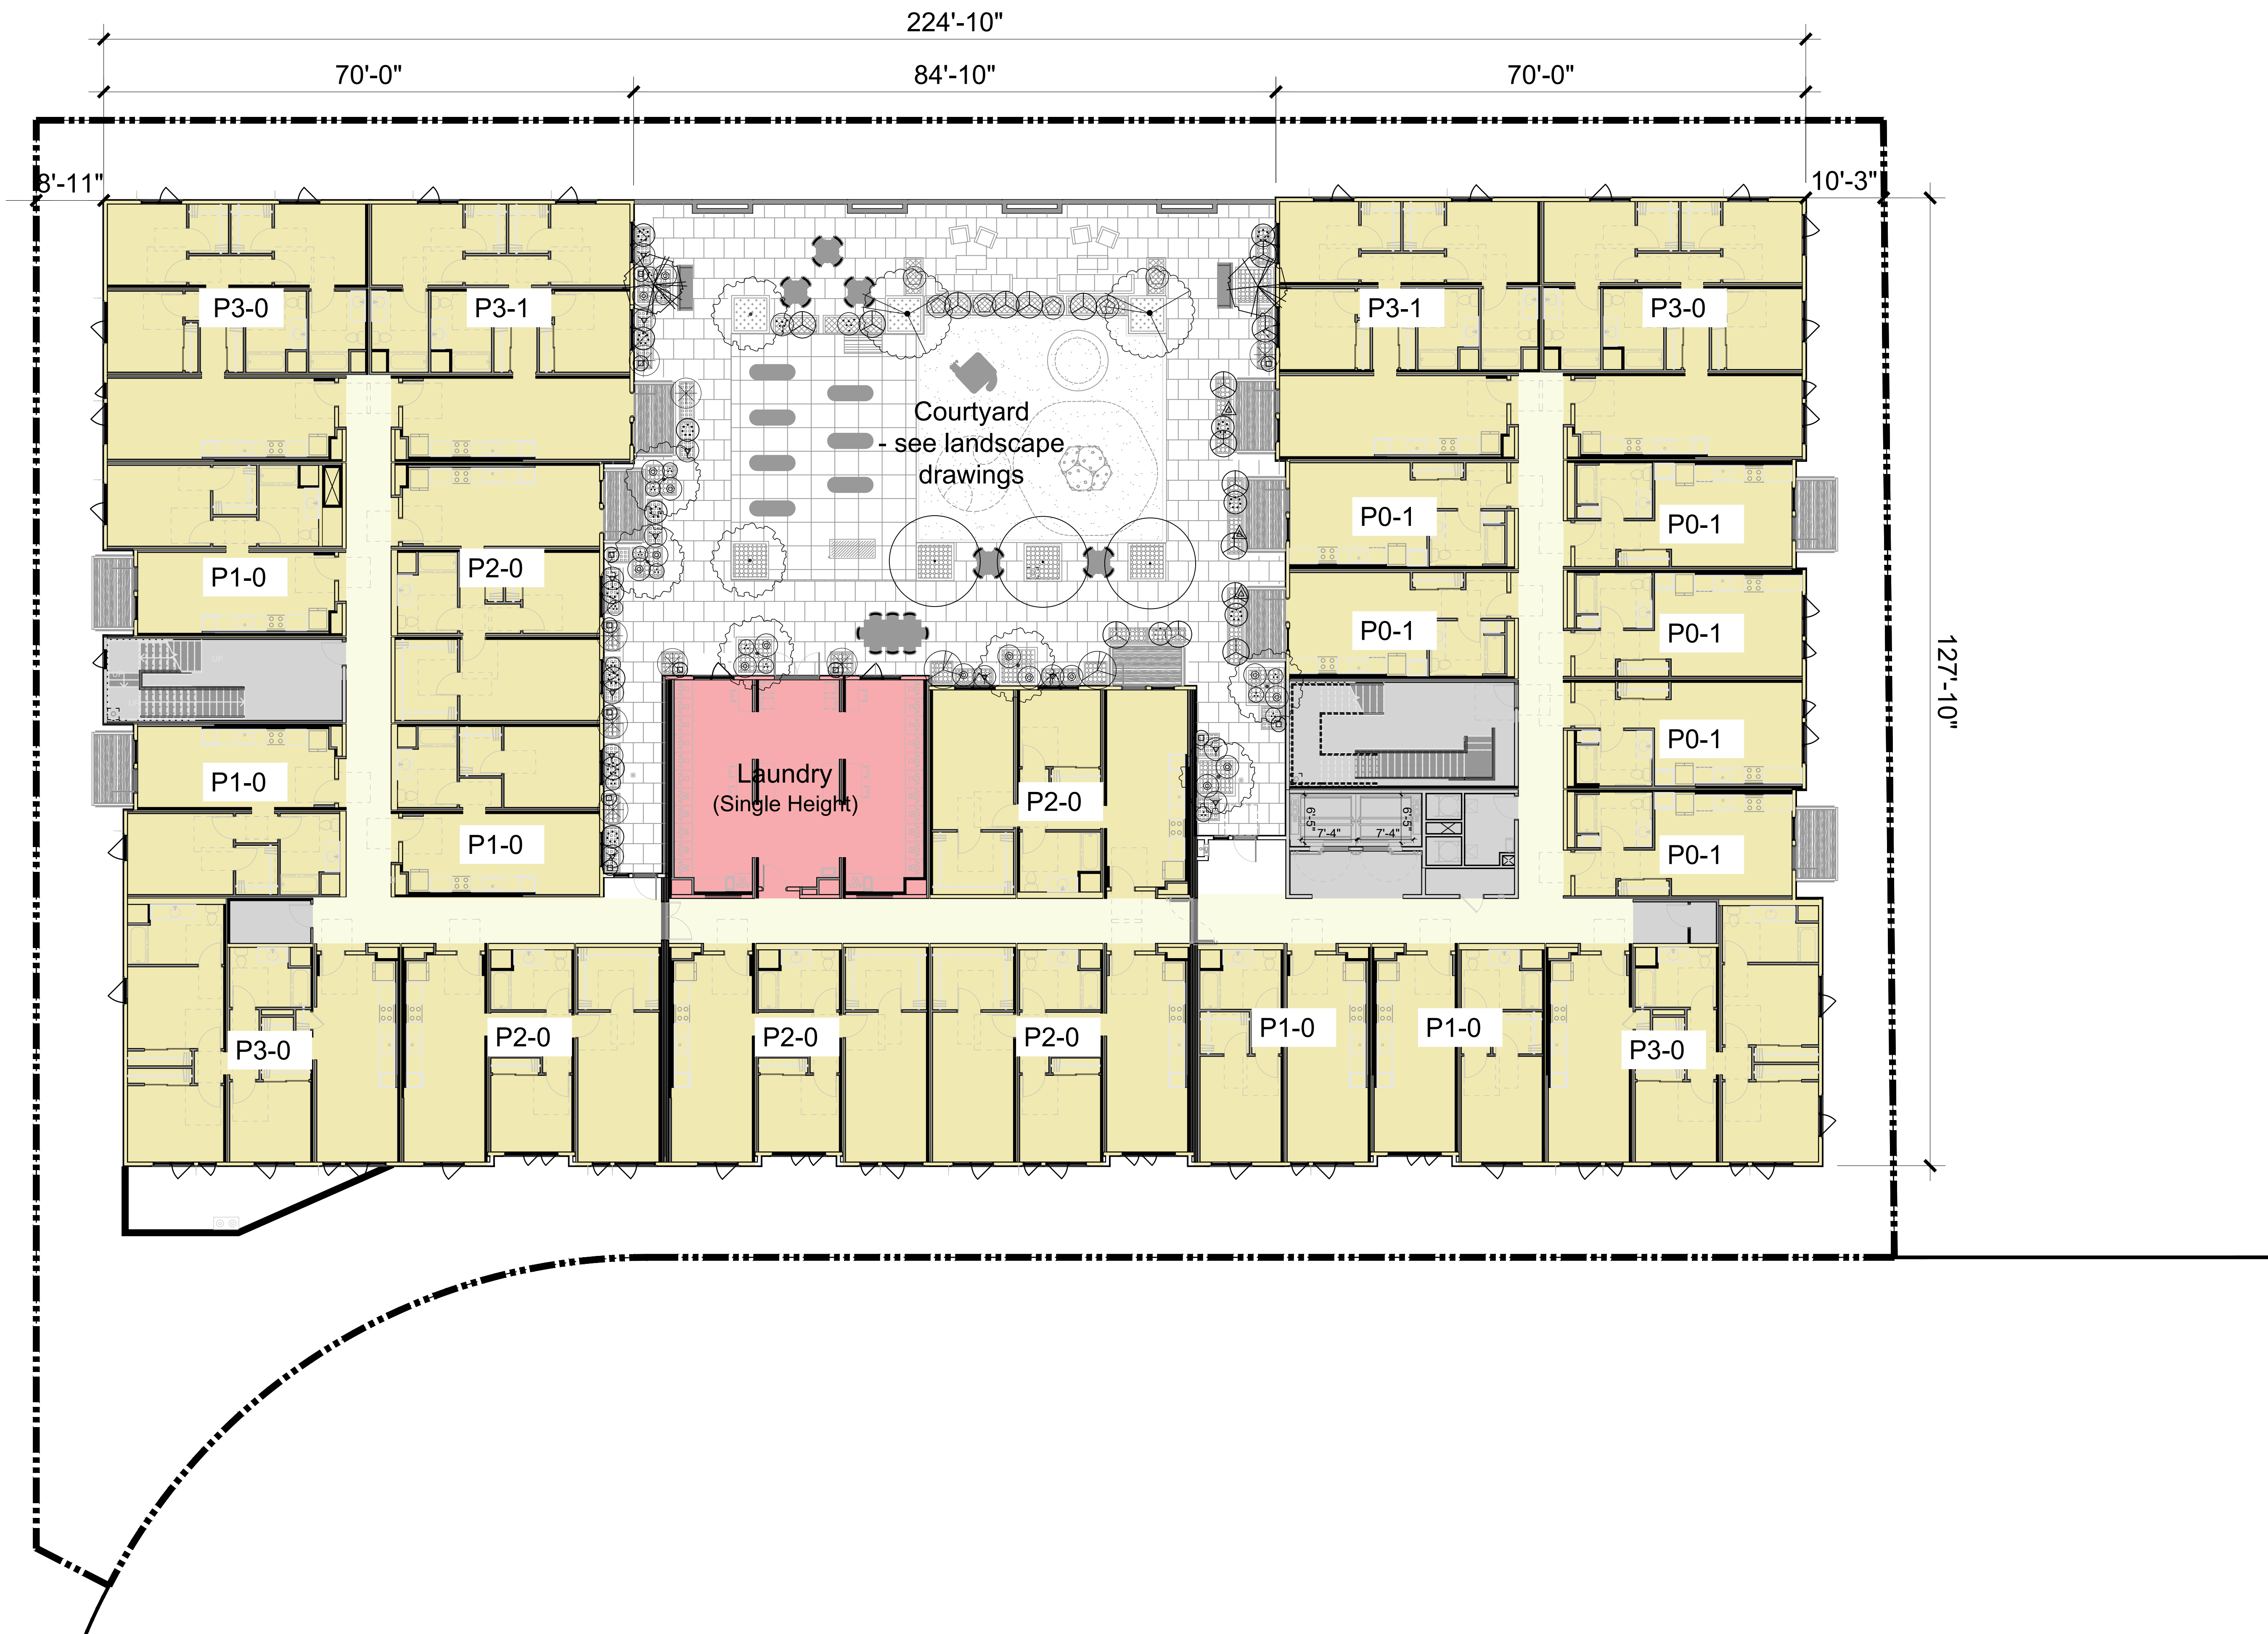 224'-10"
70'-0"
84'-10"
70'-0"
8'-11"
10'-3"
P3-0
P3-1
P3-1
P3-0
Courtyard
- see landscape
drawings
P0-1
P0-1
P1-0
P2-0
P0-1
P0-1
127'-10"
UP
P0-1
P1-0
Laundry
(Single Height)
P2-0
6'-5"
6'-5"
7'-4"
7'-4"
P1-0
P0-1
P3-0
P2-0
P2-0
P2-0
P1-0
P1-0
P3-0